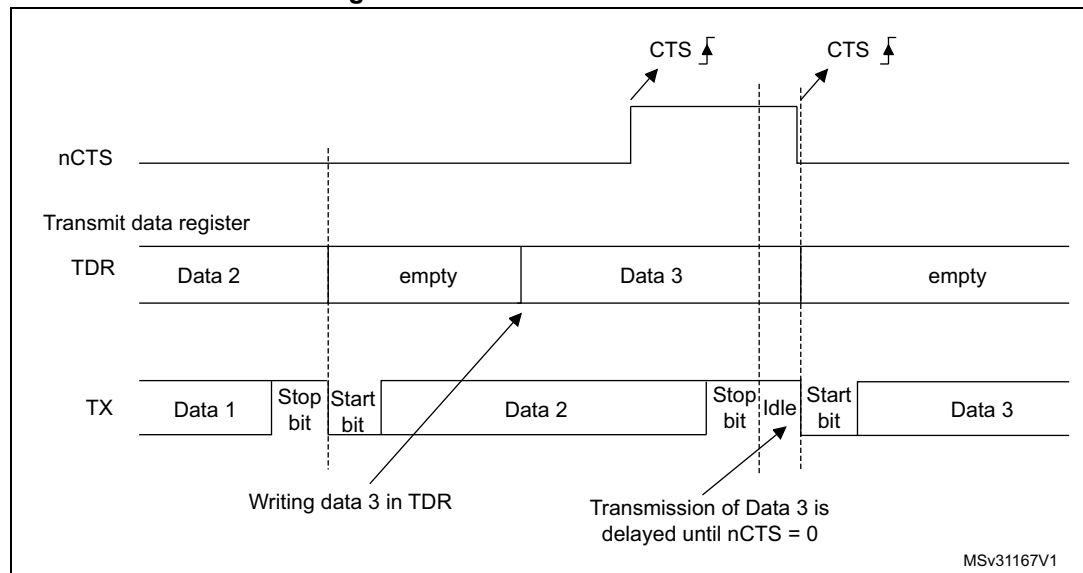 CTS CTS
nCTS
Transmit data register
TDR Data 2 empty Data 3 empty
TX Data 1 Stop bit Start bit Data 2 Stop bit Idle Start bit Data 3
Writing data 3 in TDR
Transmission of Data 3 is
delayed until nCTS = 0
MSv31167V1